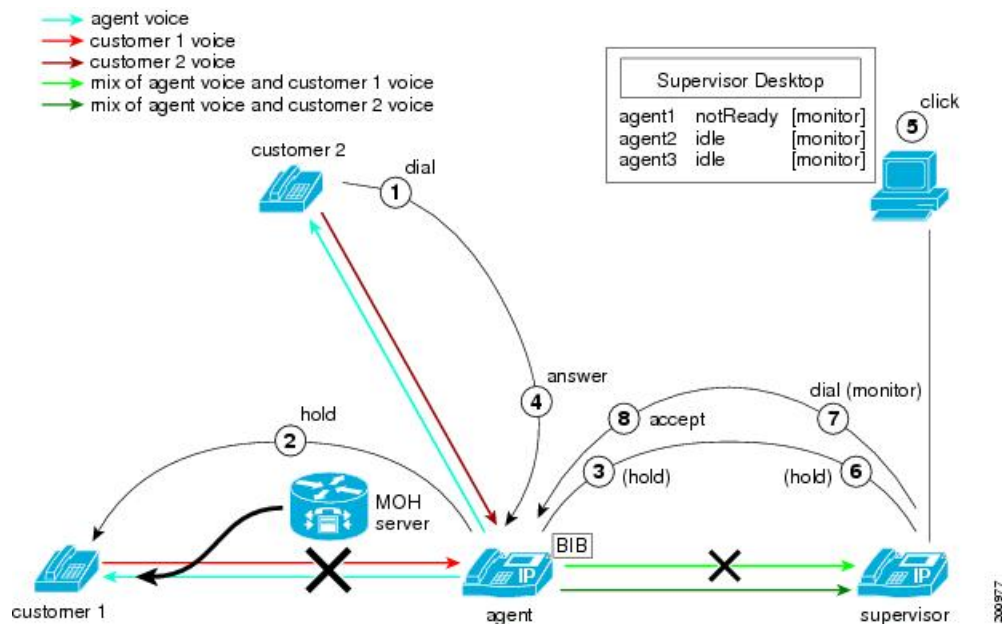 agent voice
customer 1 voice
customer 2 voice
mix of agent voice and customer 1 voice
mix of agent voice and customer 2 voice
Supervisor Desktop
agent1 notReady [monitor]
agent2 idle [monitor]
agent3 idle [monitor]
click
5
customer 2
dial
1
answer
4
hold
2
dial (monitor)
7
8
accept
3
(hold)
(hold)
6
MOH
server
BIB
IP
IP
customer 1
agent
supervisor